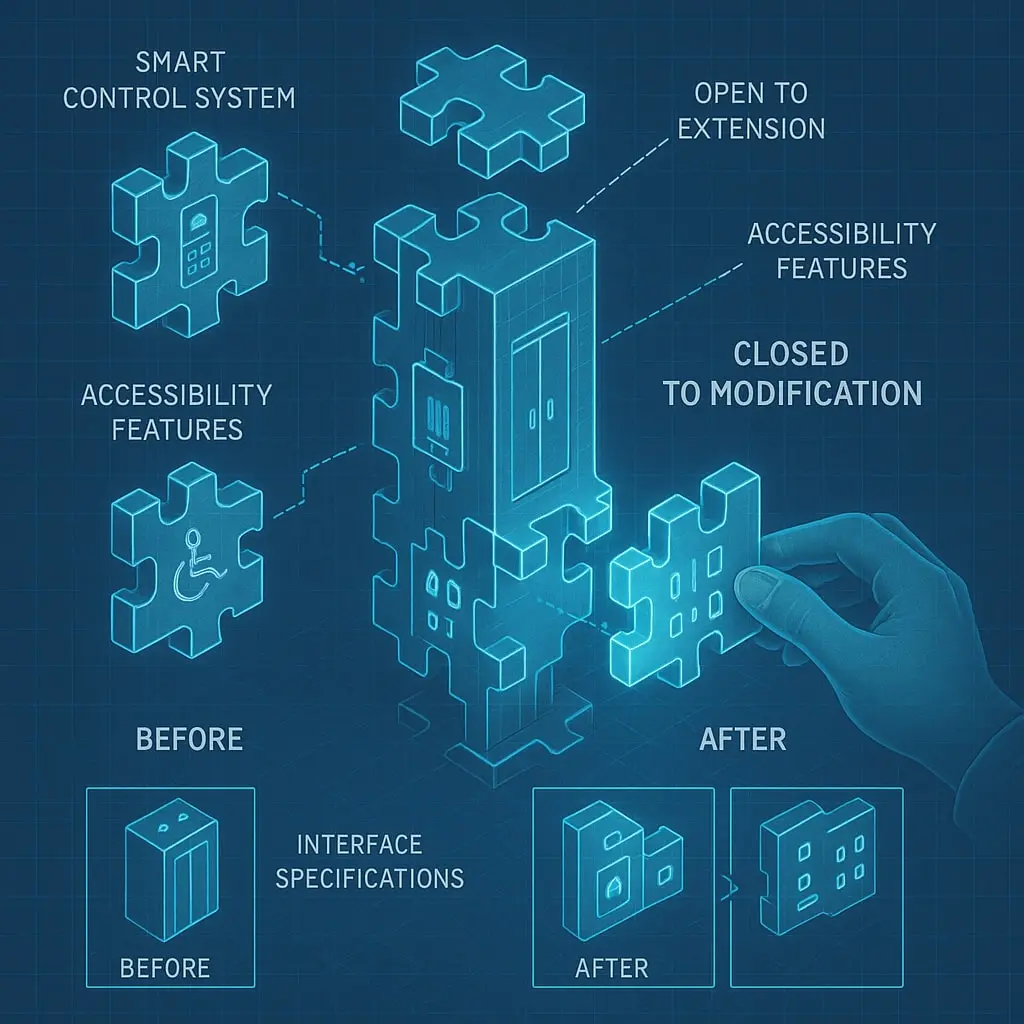 SMART
CONTROL SYSTEM
OPEN TO
EXTENSION
ACCESSIBILITY
FEATURES
CLOSED
TO MODIFICATION
ACCESSIBILITY
FEATURES
BEFORE
AFTER
INTERFACE
SPECIFICATIONS
BEFORE
AFTER